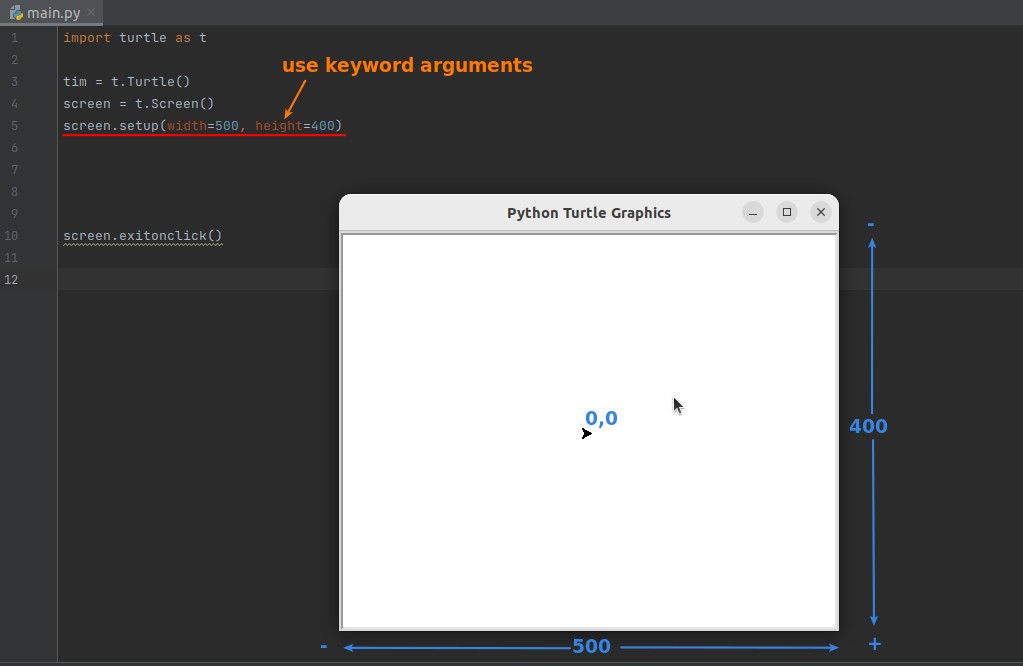 main.py
1 import turtle as t
2
use keyword arguments
3 tim = t.Turtle()
4 screen = t.Screen()
5 screen.setup(width=500, height=400)
6
7
8
9
Python Turtle Graphics
-
10 screen.exitonclick()
11
12
0,0
400
- 500 +